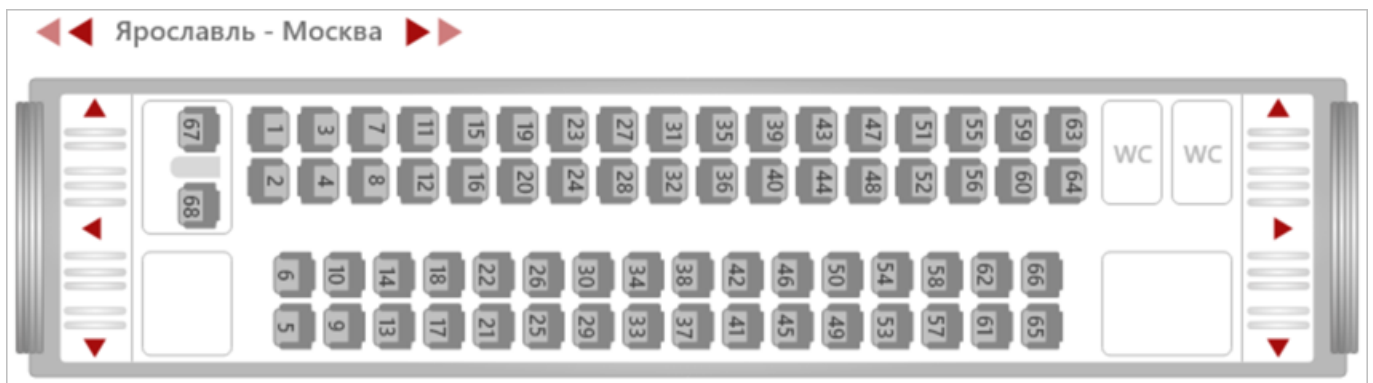 Ярославль - Москва
67 1 3 7 11 15 19 23 27 31 35 39 43 47 51 55 59 63 WC WC
68 2 4 8 12 16 20 24 28 32 36 40 44 48 52 56 60 64
6 10 14 18 22 26 30 34 38 42 46 50 54 58 62 66
5 9 13 17 21 25 29 33 37 41 45 49 53 57 61 65